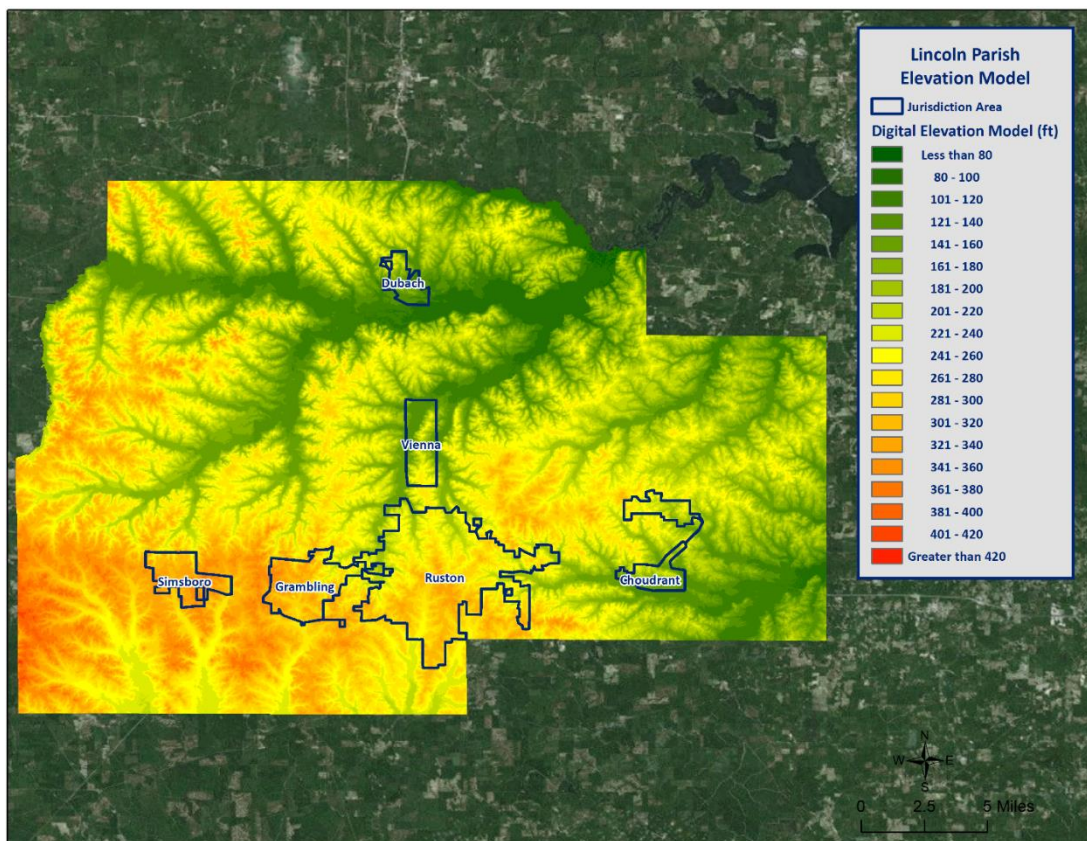 Lincoln Parish
Elevation Model
Jurisdiction Area
Digital Elevation Model (ft)
Less than 80
80 - 100
101 - 120
121 - 140
141 - 160
161 - 180
181 - 200
201 - 220
221 - 240
241 - 260
261 - 280
281 - 300
301 - 320
321 - 340
341 - 360
361 - 380
381 - 400
401 - 420
Greater than 420
Dubach
Vienna
Simsboro
Grambling
Ruston
Choudrant
N
W E
S
0 2.5 5 Miles